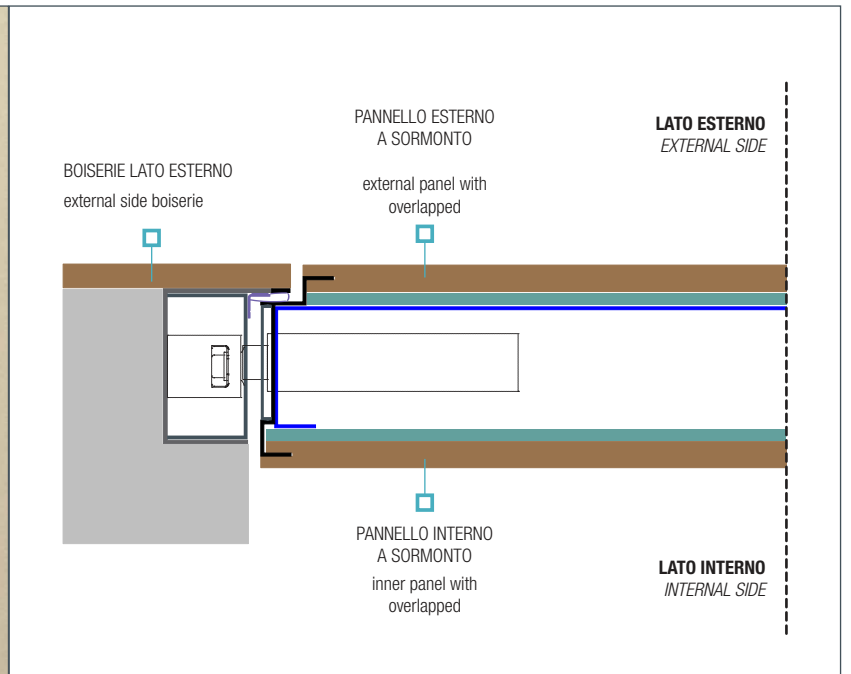 PANNELLO ESTERNO
A SORMONTO
external panel with
overlapped
LATO ESTERNO
EXTERNAL SIDE
BOISERIE LATO ESTERNO
external side boiserie
PANNELLO INTERNO
A SORMONTO
inner panel with
overlapped
LATO INTERNO
INTERNAL SIDE